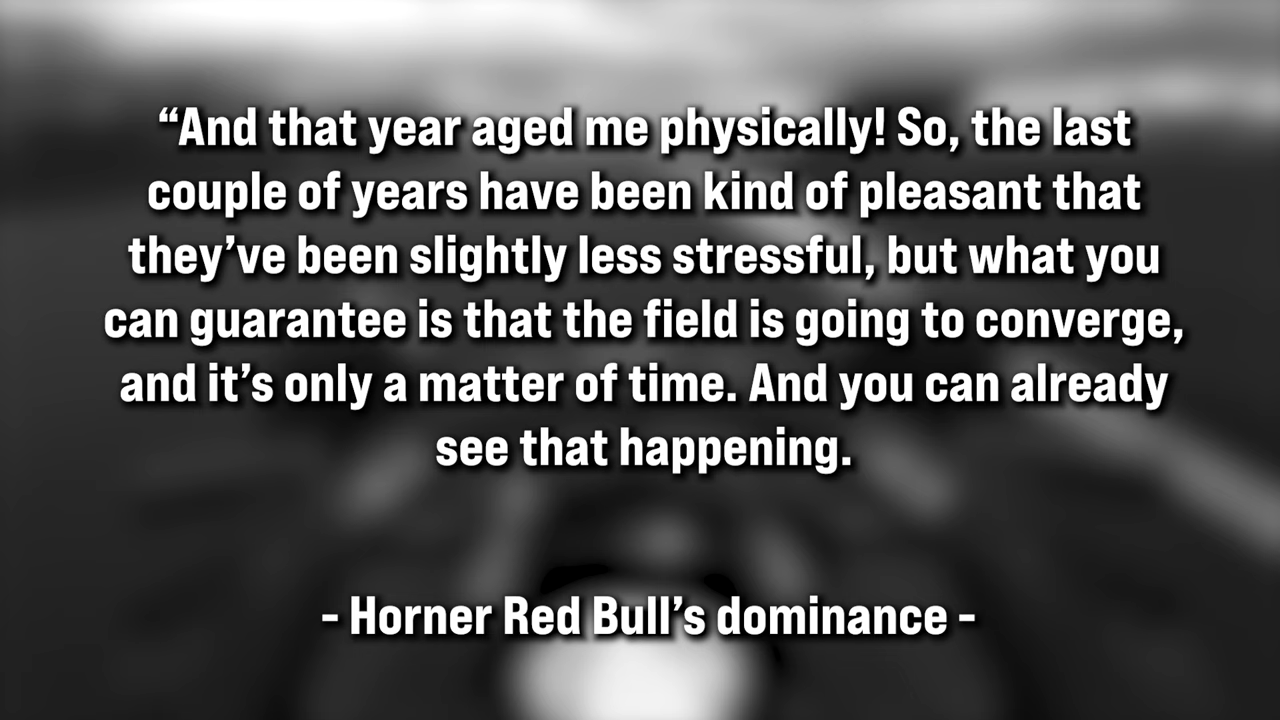 “And that year aged me physically! So, the last
couple of years have been kind of pleasant that
they’ve been slightly less stressful, but what you
can guarantee is that the field is going to converge,
and it’s only a matter of time. And you can already
see that happening.
- Horner Red Bull’s dominance -